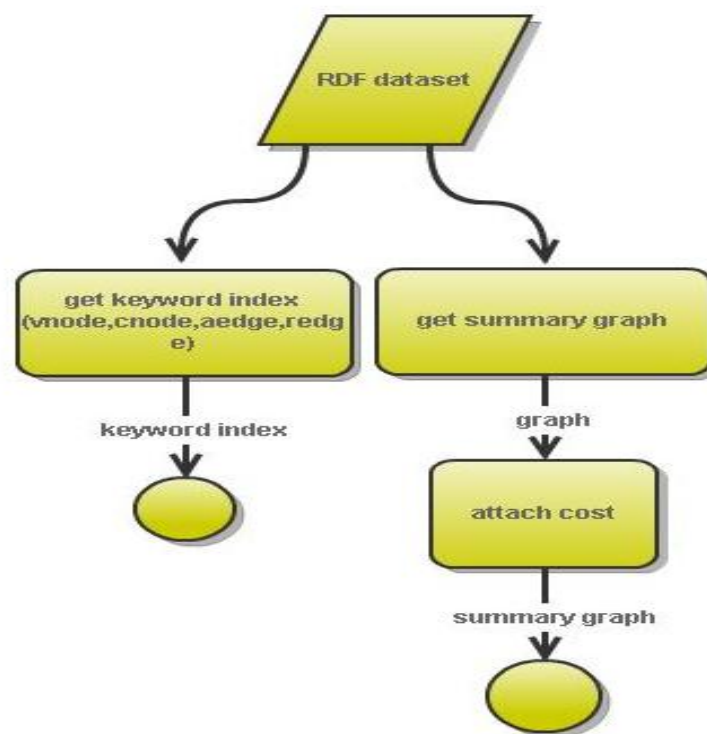 RDF dataset
get keyword index
(vnode,cnode,aedge,redg
e)
get summary graph
keyword index
graph
attach cost
summary graph